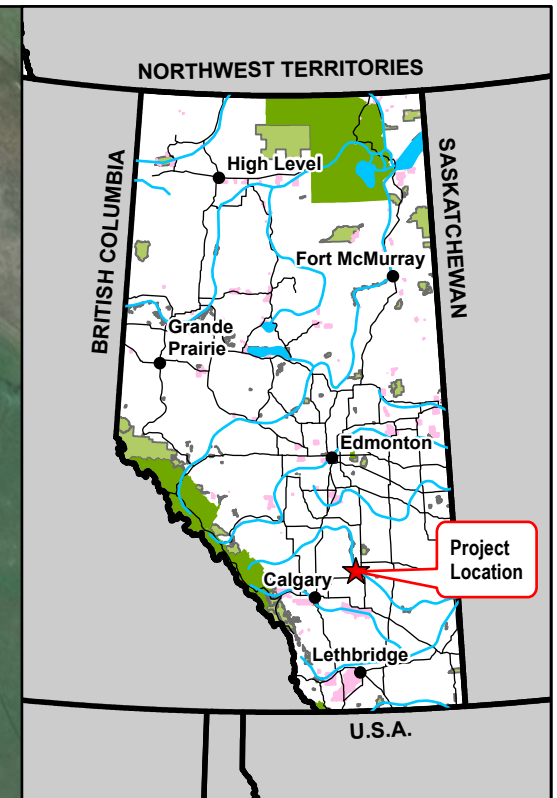 NORTHWEST TERRITORIES
BRITISH COLUMBIA
SASKATCHEWAN
High Level
Fort McMurray
Grande
Prairie
Edmonton
Project
Location
Calgary
Lethbridge
U.S.A.